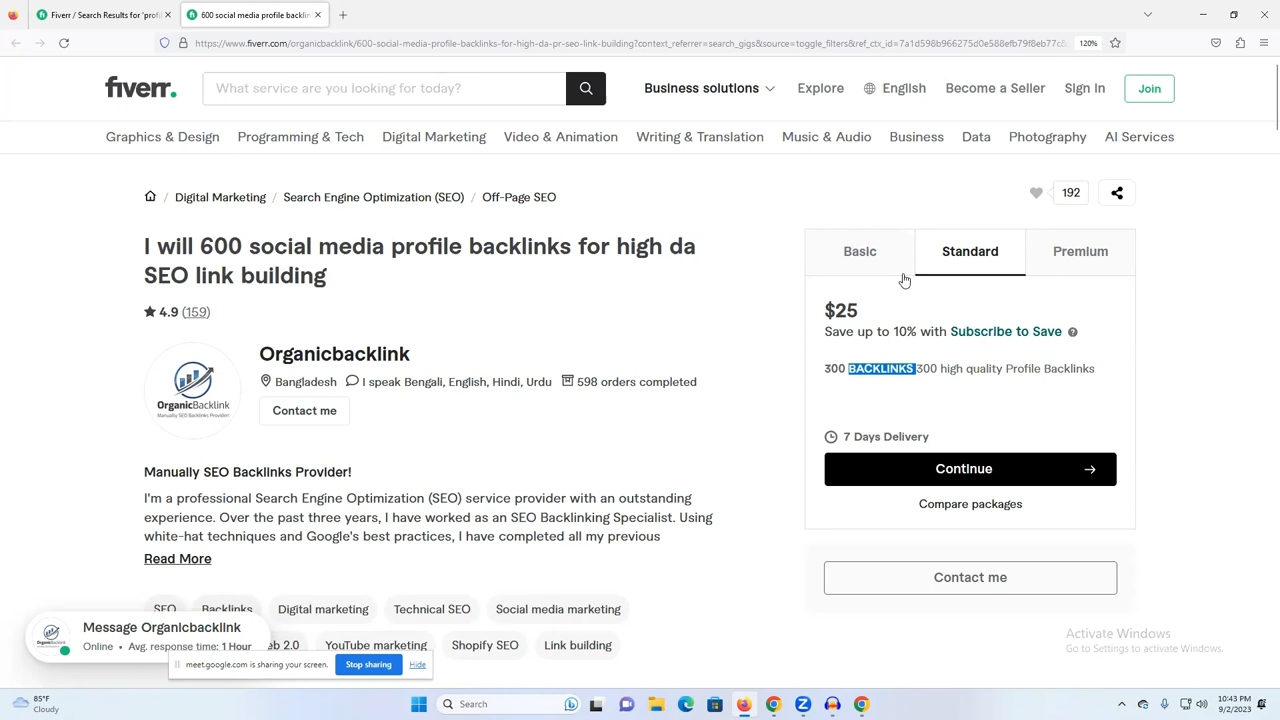 Fiverr / Search Results for 'profi
600 social media profile backlin
https://www.fiverr.com/organicbacklink/600-social-media-profile-backlinks-for-high-da-pr-seo-link-building?context_referrer=search_gigs&source=toggle_filters&ref_ctx_id=7a1d598b966275d0e588efb79f8eb77c8
120%
fiverr.
What service are you looking for today?
Business solutions
Explore
English
Become a Seller
Sign In
Join
Graphics & Design
Programming & Tech
Digital Marketing
Video & Animation
Writing & Translation
Music & Audio
Business
Data
Photography
AI Services
/ Digital Marketing / Search Engine Optimization (SEO) / Off-Page SEO
192
I will 600 social media profile backlinks for high da
SEO link building
4.9 (159)
Organicbacklink
Bangladesh
I speak Bengali, English, Hindi, Urdu
598 orders completed
Contact me
OrganicBacklink
Manually SEO Backlinks Provider!
Manually SEO Backlinks Provider!
I'm a professional Search Engine Optimization (SEO) service provider with an outstanding
experience. Over the past three years, I have worked as an SEO Backlinking Specialist. Using
white-hat techniques and Google's best practices, I have completed all my previous
Read More
SEO
Backlinks
Digital marketing
Technical SEO
Social media marketing
eb 2.0
YouTube marketing
Shopify SEO
Link building
Basic
Standard
Premium
$25
Save up to 10% with Subscribe to Save
300 BACKLINKS 300 high quality Profile Backlinks
7 Days Delivery
Continue
Compare packages
Contact me
Message Organicbacklink
Online • Avg. response time: 1 Hour
meet.google.com is sharing your screen.
Stop sharing
Hide
Activate Windows
Go to Settings to activate Windows.
85°F
Cloudy
Search
10:43 PM
9/2/2023